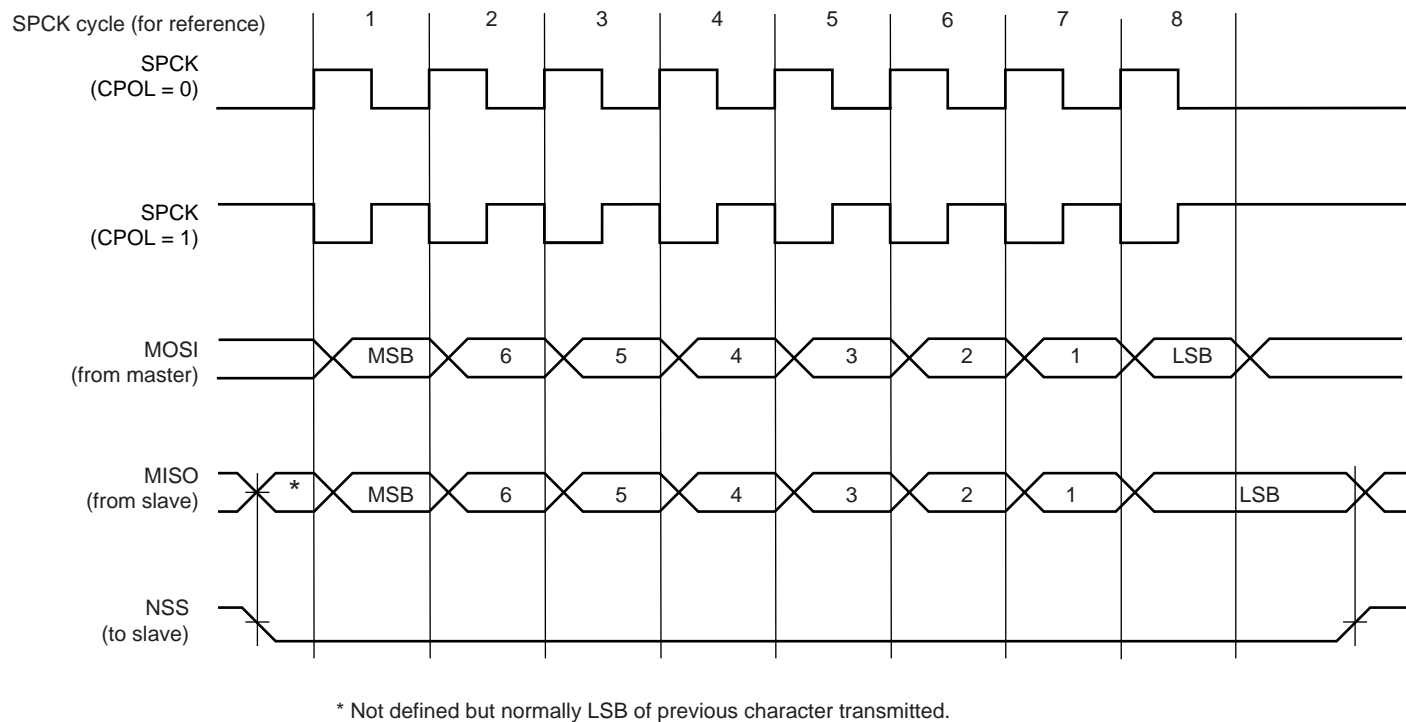 SPCK cycle (for reference) 1 2 3 4 5 6 7 8
SPCK
(CPOL = 0)
SPCK
(CPOL = 1)
MOSI
(from master)
MSB 6 5 4 3 2 1 LSB
MISO
(from slave)
* MSB 6 5 4 3 2 1 LSB
NSS
(to slave)
* Not defined but normally LSB of previous character transmitted.